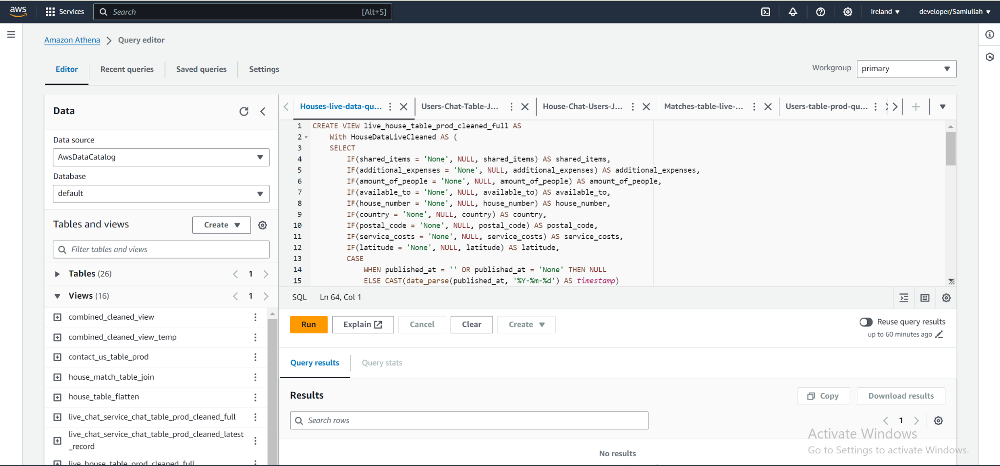 aws
Services
Search [Alt+S]
Ireland
developer/Samiullah
Amazon Athena
Query editor
Editor
Recent queries
Saved queries
Settings
Workgroup
primary
Data
Data source
AwsDataCatalog
Database
default
Tables and views
Create
Filter tables and views
Tables (26)
1
Views (16)
1
combined_cleaned_view
combined_cleaned_view_temp
contact_us_table_prod
house_match_table_join
house_table_flatten
live_chat_service_chat_table_prod_cleaned_full
live_chat_service_chat_table_prod_cleaned_latest
_record
live_house_table_prod_cleaned_full
Houses-live-data-qu...
Users-Chat-Table-J...
House-Chat-Users-J...
Matches-table-live-...
Users-table-prod-qu...
1 CREATE VIEW live_house_table_prod_cleaned_full AS
2 With HouseDataLiveCleaned AS (
3 SELECT
4 IF(shared_items = 'None', NULL, shared_items) AS shared_items,
5 IF(additional_expenses = 'None', NULL, additional_expenses) AS additional_expenses,
6 IF(amount_of_people = 'None', NULL, amount_of_people) AS amount_of_people,
7 IF(available_to = 'None', NULL, available_to) AS available_to,
8 IF(house_number = 'None', NULL, house_number) AS house_number,
9 IF(country = 'None', NULL, country) AS country,
10 IF(postal_code = 'None', NULL, postal_code) AS postal_code,
11 IF(service_costs = 'None', NULL, service_costs) AS service_costs,
12 IF(latitude = 'None', NULL, latitude) AS latitude,
13 CASE
14 WHEN published_at = '' OR published_at = 'None' THEN NULL
15 ELSE CAST(date_parse(published_at, '%Y-%m-%d') AS timestamp)
SQL
Ln 64, Col 1
Run
Explain
Cancel
Clear
Create
Reuse query results
up to 60 minutes ago
Query results
Query stats
Results
Copy
Download results
Search rows
1
No results
Activate Windows
Go to Settings to activate Windows.